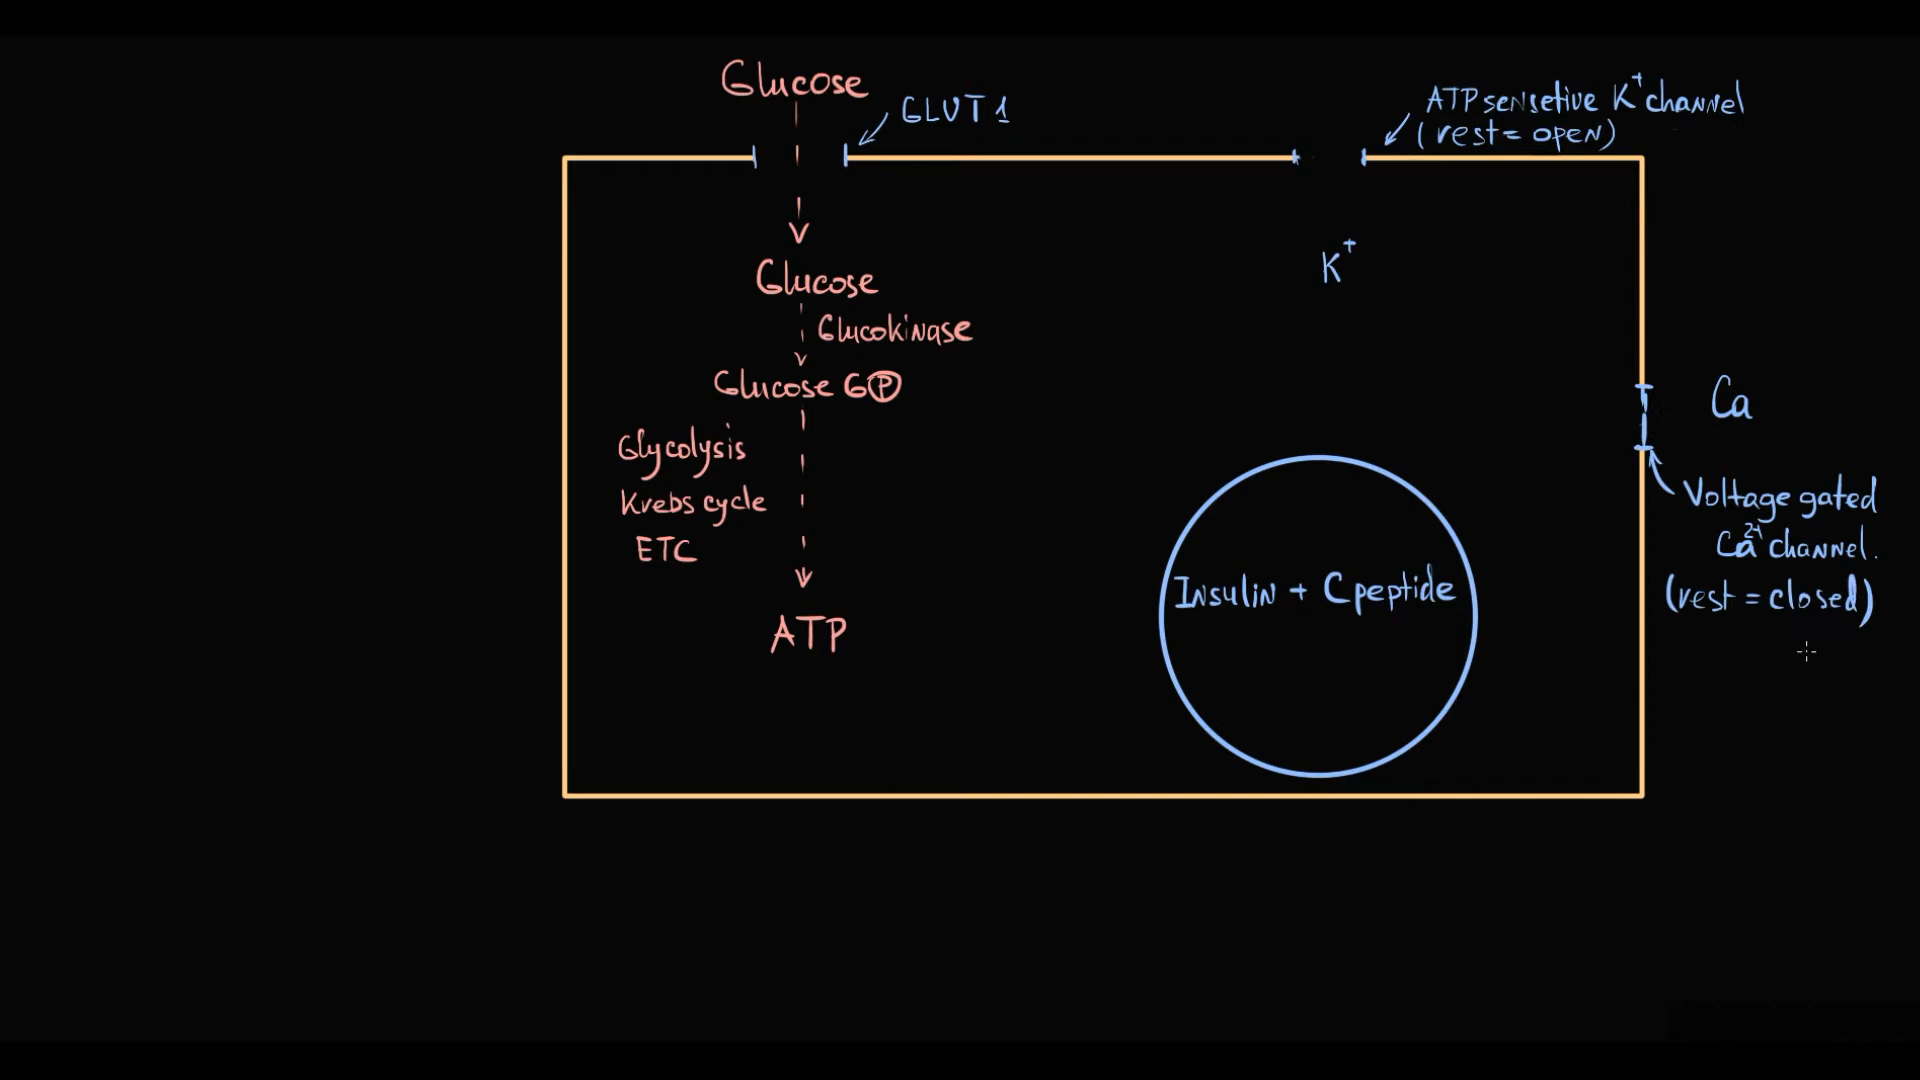 Glucose
GLUT 1
ATP sensetive K+ channel
(rest = open)
Glucose
Glucokinase
Glucose 6P
Glycolysis
Krebs cycle
ETC
ATP
K+
Ca
Voltage gated
Ca2+ channel.
(rest = closed)
Insulin + C peptide